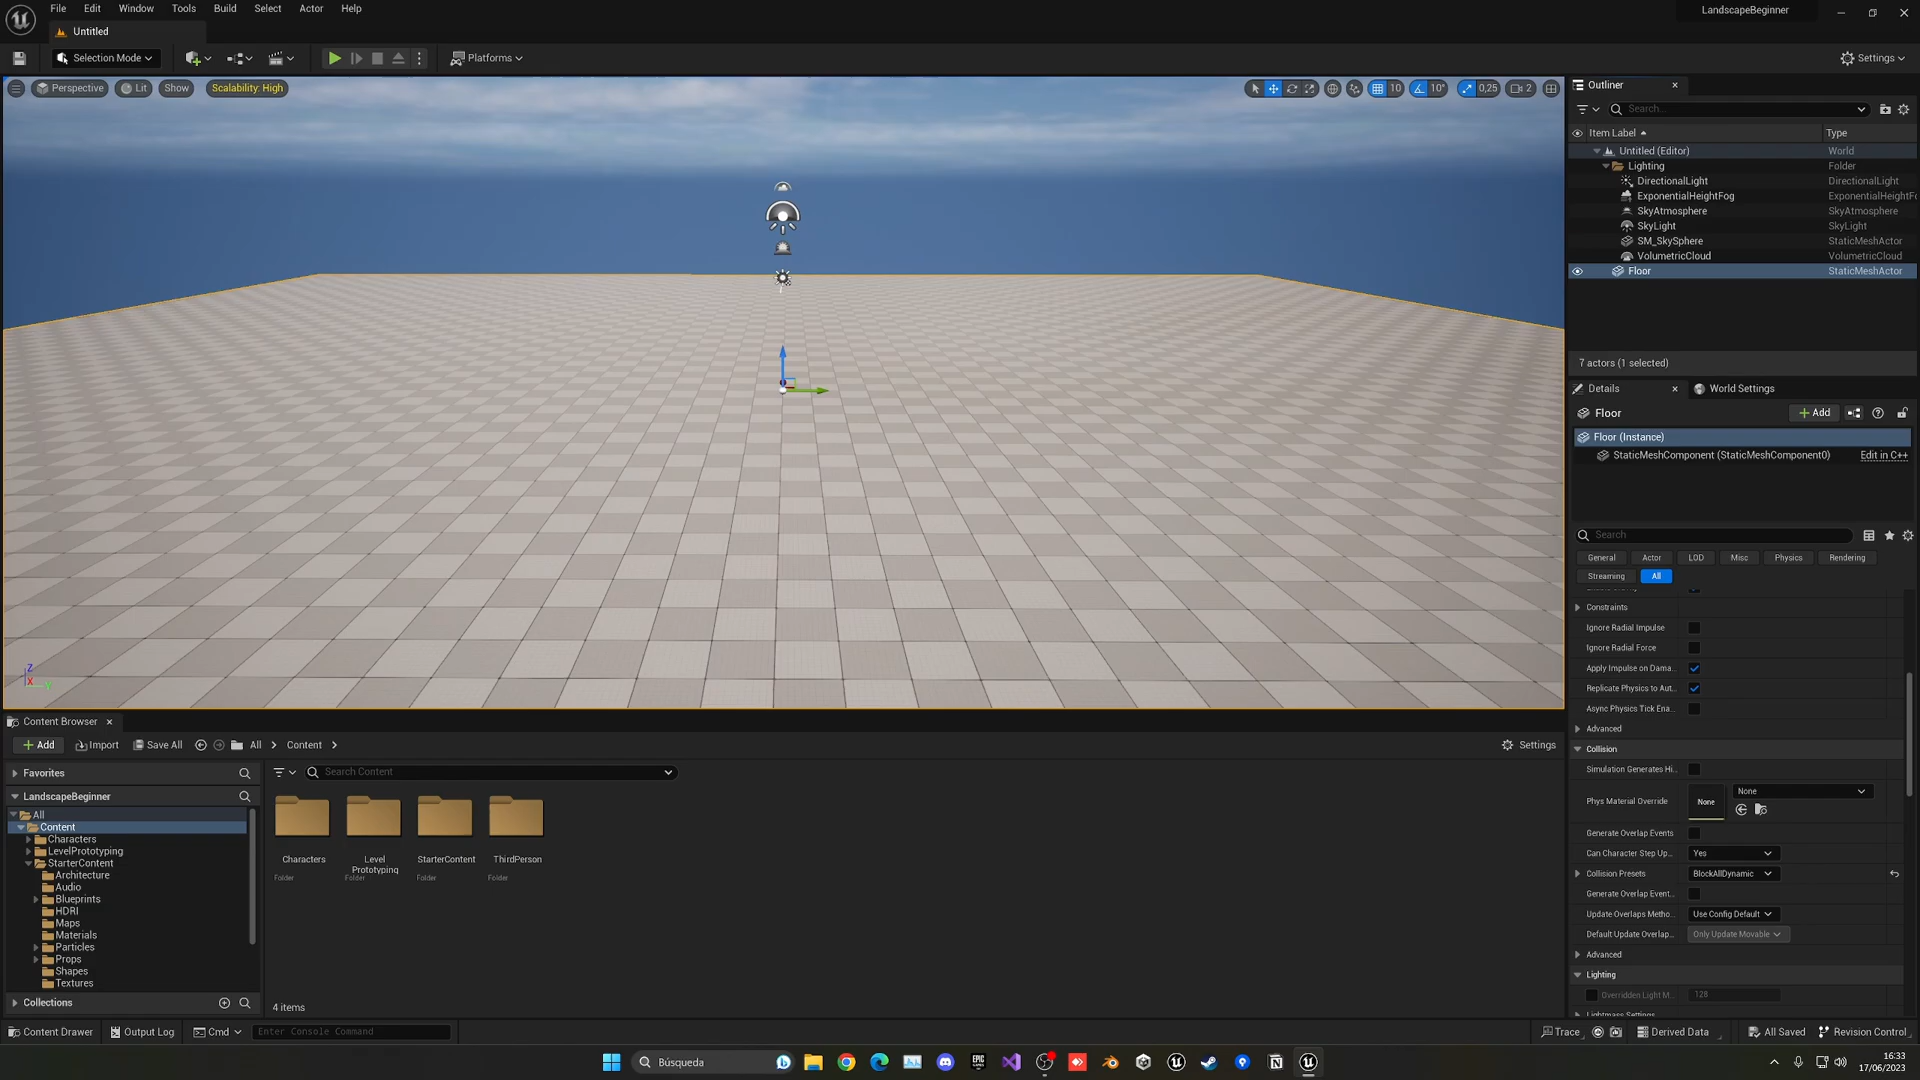 File Edit Window Tools Build Select Actor Help
LandscapeBeginner
Untitled
Selection Mode
Platforms
Settings
Perspective Lit Show Scalability: High
10 10° 0,25 2
Outliner
Search...
Item Label Type
Untitled (Editor) World
Lighting Folder
DirectionalLight DirectionalLight
ExponentialHeightFog ExponentialHeightFo
SkyAtmosphere SkyAtmosphere
SkyLight SkyLight
SM_SkySphere StaticMeshActor
VolumetricCloud VolumetricCloud
Floor StaticMeshActor
7 actors (1 selected)
Details World Settings
Floor
Add
Floor (Instance)
StaticMeshComponent (StaticMeshComponent0) Edit in C++
Search
General Actor LOD Misc Physics Rendering
Streaming All
Constraints
Ignore Radial Impulse
Ignore Radial Force
Apply Impulse on Dama...
Replicate Physics to Aut...
Async Physics Tick Ena...
Advanced
Collision
Simulation Generates Hi...
Phys Material Override None None
Generate Overlap Events
Can Character Step Up... Yes
Collision Presets BlockAllDynamic
Generate Overlap Event...
Update Overlaps Metho... Use Config Default
Default Update Overlap... Only Update Movable
Advanced
Lighting
Overridden Light M... 128
Lightmass Settings
Z
X
Y
Content Browser
Add Import Save All All Content Settings
Favorites
Search Content
LandscapeBeginner
All
Content
Characters
LevelPrototyping
StarterContent
Architecture
Audio
Blueprints
HDRI
Maps
Materials
Particles
Props
Shapes
Textures
Collections
Characters
Folder
Level
Prototyping
Folder
StarterContent
Folder
ThirdPerson
Folder
4 items
Content Drawer Output Log Cmd Enter Console Command
Trace Derived Data All Saved Revision Control
Búsqueda
EPIC
GAMES
16:33
17/06/2023